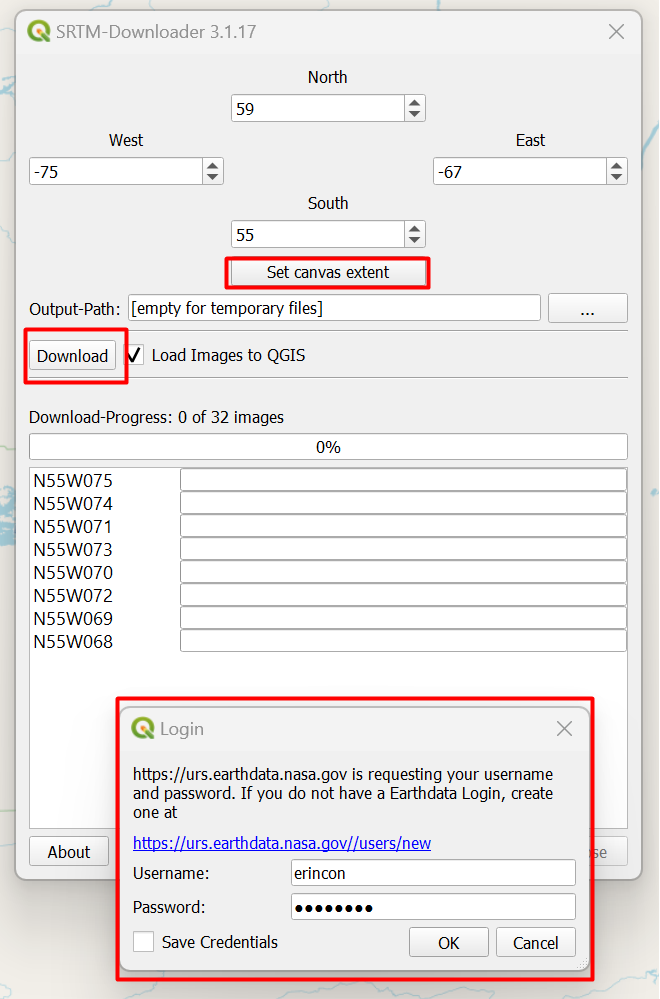 SRTM-Downloader 3.1.17
North
59
West
East
-75
-67
South
55
Set canvas extent
Output-Path: [empty for temporary files] ...
Download Load Images to QGIS
Download-Progress: 0 of 32 images
0%
N55W075
N55W074
N55W071
N55W073
N55W070
N55W072
N55W069
N55W068
Login
https://urs.earthdata.nasa.gov is requesting your username
and password. If you do not have a Earthdata Login, create
one at
https://urs.earthdata.nasa.gov//users/new
Username: erincon
Password: ●●●●●●●●
Save Credentials OK Cancel
About